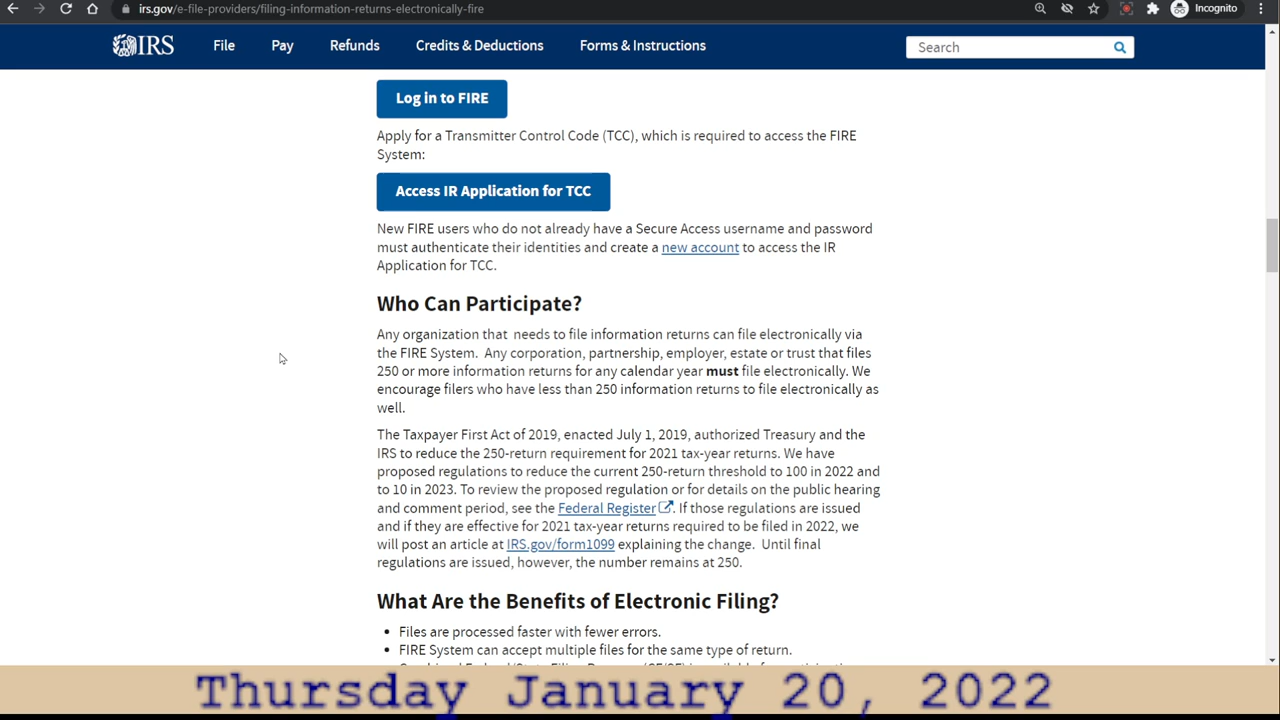 irs.gov/e-file-providers/filing-information-returns-electronically-fire
Incognito
IRS File Pay Refunds Credits & Deductions Forms & Instructions Search
Log in to FIRE
Apply for a Transmitter Control Code (TCC), which is required to access the FIRE
System:
Access IR Application for TCC
New FIRE users who do not already have a Secure Access username and password
must authenticate their identities and create a new account to access the IR
Application for TCC.
Who Can Participate?
Any organization that needs to file information returns can file electronically via
the FIRE System. Any corporation, partnership, employer, estate or trust that files
250 or more information returns for any calendar year must file electronically. We
encourage filers who have less than 250 information returns to file electronically as
well.
The Taxpayer First Act of 2019, enacted July 1, 2019, authorized Treasury and the
IRS to reduce the 250-return requirement for 2021 tax-year returns. We have
proposed regulations to reduce the current 250-return threshold to 100 in 2022 and
to 10 in 2023. To review the proposed regulation or for details on the public hearing
and comment period, see the Federal Register. If those regulations are issued
and if they are effective for 2021 tax-year returns required to be filed in 2022, we
will post an article at IRS.gov/form1099 explaining the change. Until final
regulations are issued, however, the number remains at 250.
What Are the Benefits of Electronic Filing?
• Files are processed faster with fewer errors.
• FIRE System can accept multiple files for the same type of return.
Thursday January 20, 2022